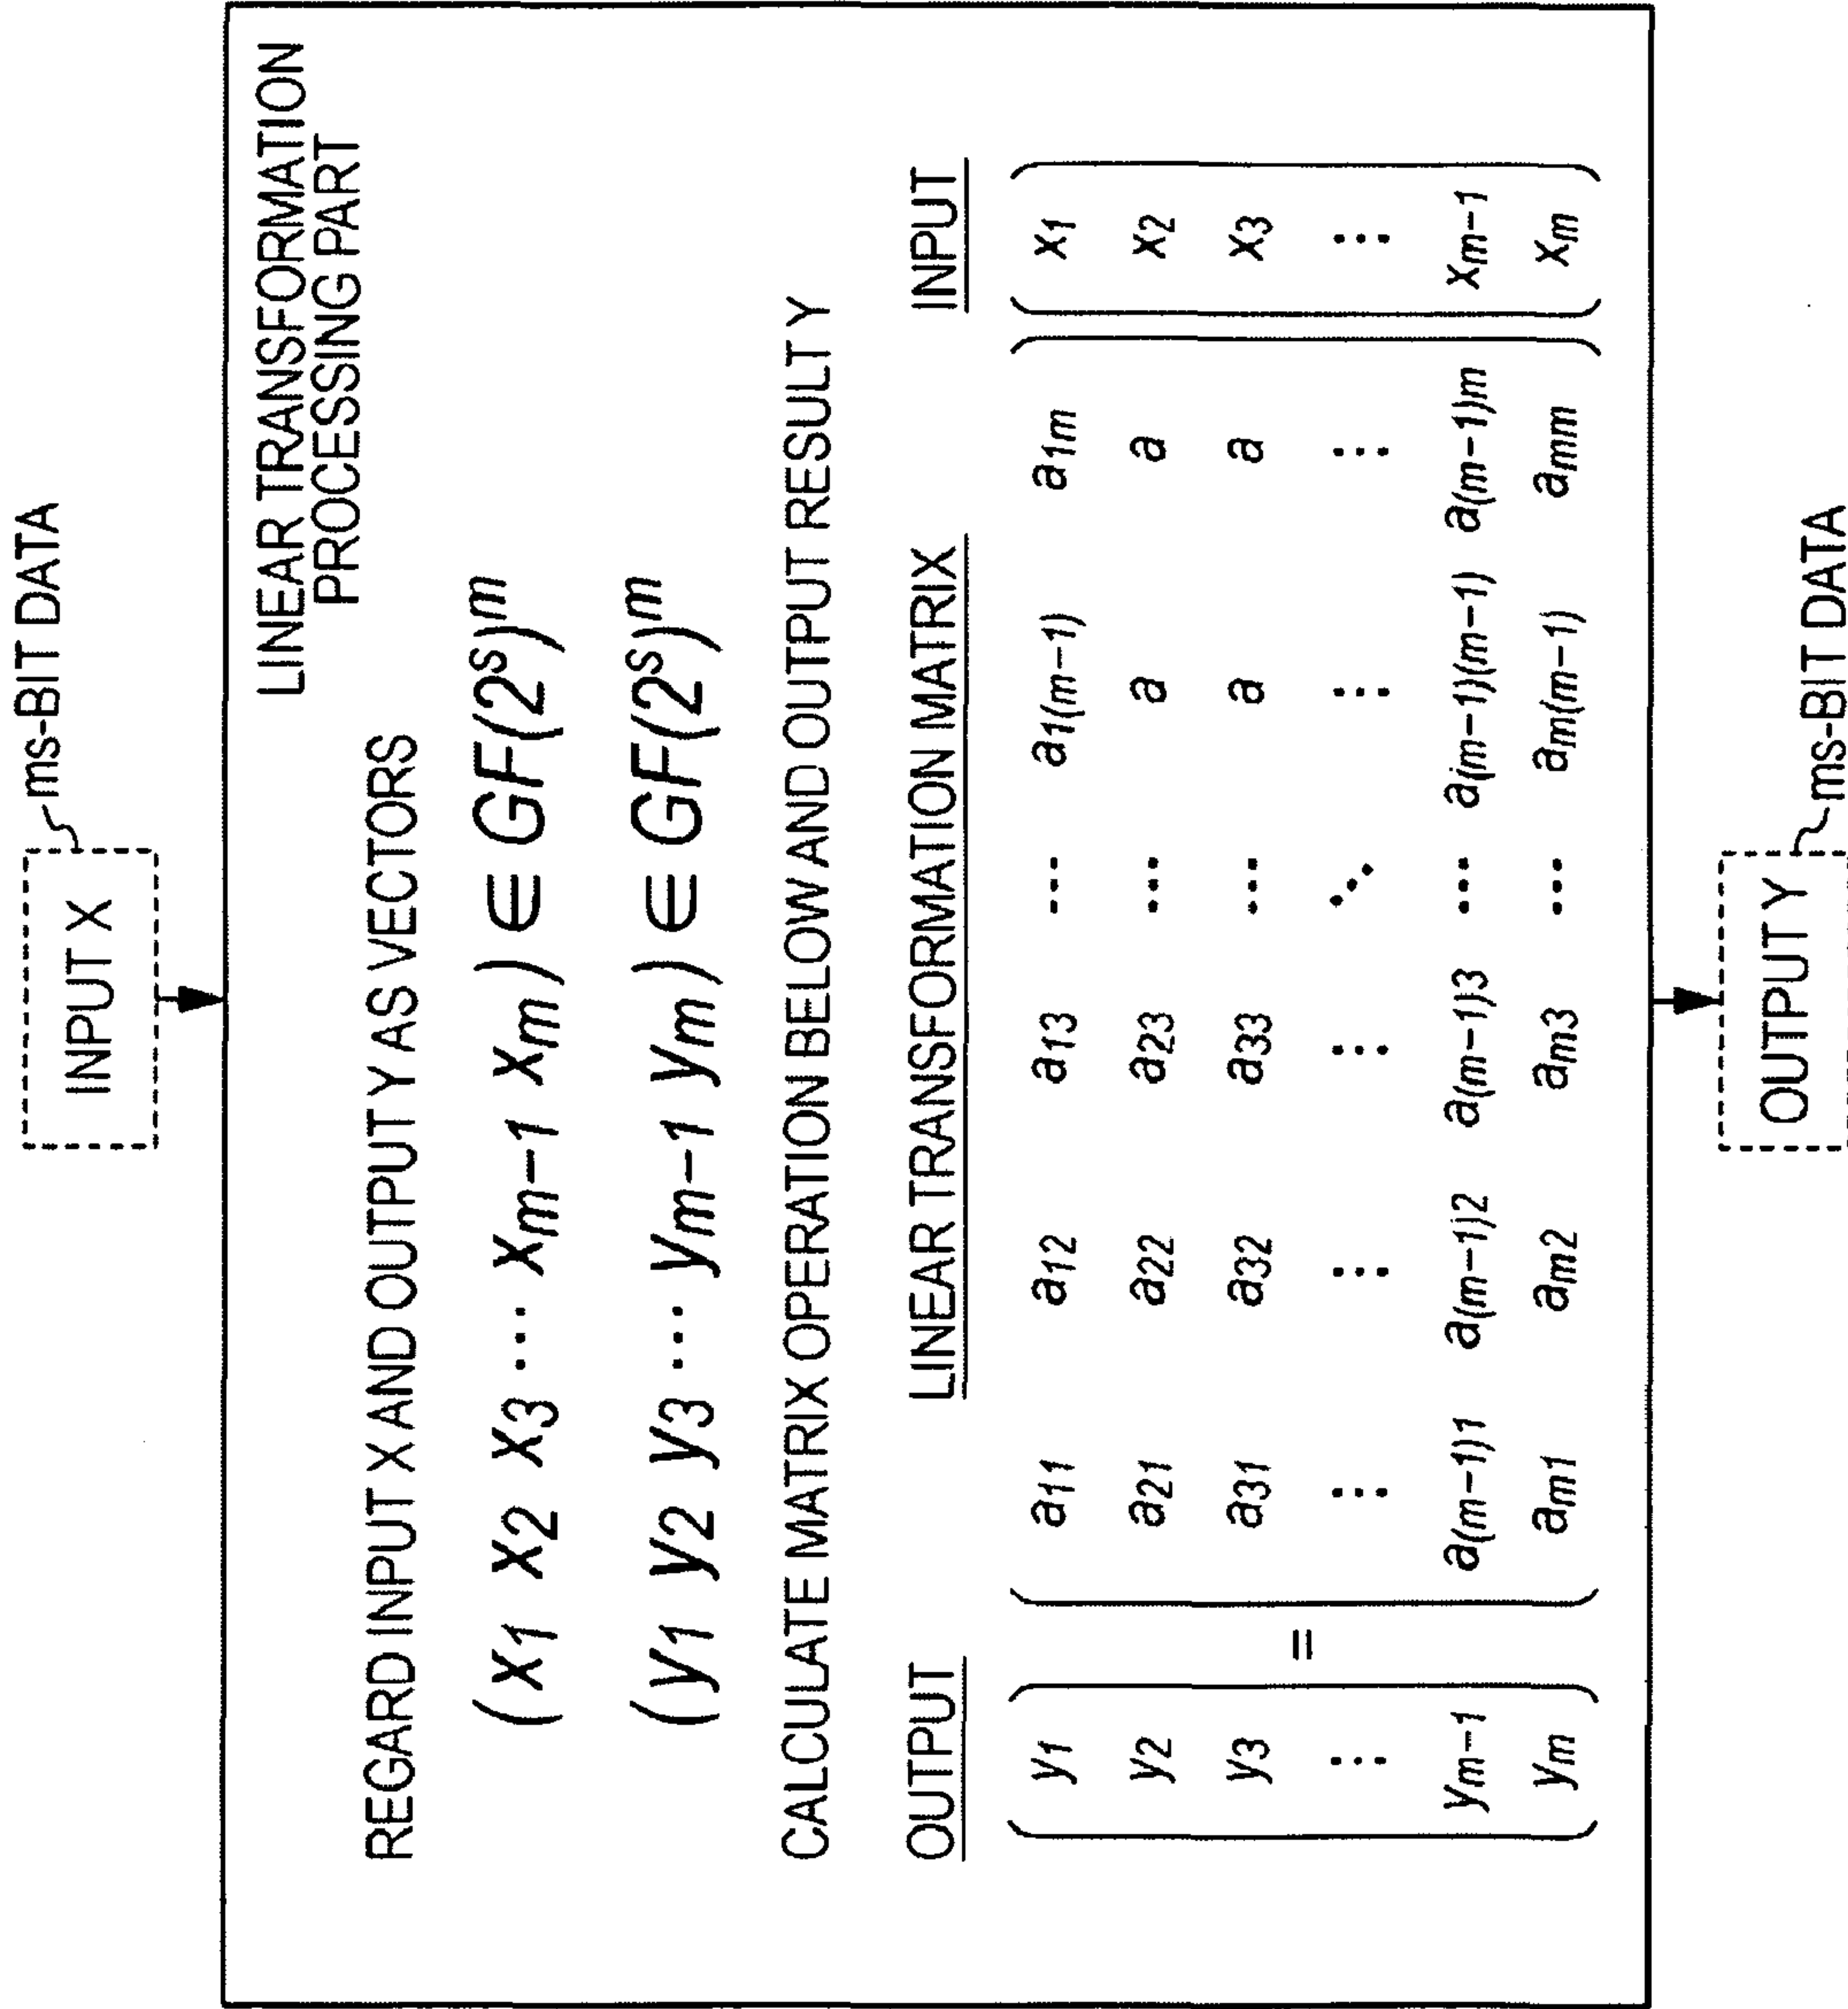 INPUT X
ms-BIT DATA
LINEAR TRANSFORMATION
PROCESSING PART
REGARD INPUT X AND OUTPUT Y AS VECTORS
(x₁ x₂ x₃ ··· xₘ₋₁ xₘ) ∈ GF(2ˢ)ᵐ
(y₁ y₂ y₃ ··· yₘ₋₁ yₘ) ∈ GF(2ˢ)ᵐ
CALCULATE MATRIX OPERATION BELOW AND OUTPUT RESULT Y
OUTPUT LINEAR TRANSFORMATION MATRIX INPUT
y₁ a₁₁ a₁₂ a₁₃ ··· a₁₍ₘ₋₁₎ a₁ₘ x₁
y₂ a₂₁ a₂₂ a₂₃ ··· a a x₂
y₃ = a₃₁ a₃₂ a₃₃ ··· a a x₃
⋮ ⋮ ⋮ ⋮ ⋱ ⋮ ⋮ ⋮
yₘ₋₁ a₍ₘ₋₁₎₁ a₍ₘ₋₁₎₂ a₍ₘ₋₁₎₃ ··· a₍ₘ₋₁₎₍ₘ₋₁₎ a₍ₘ₋₁₎ₘ xₘ₋₁
yₘ aₘ₁ aₘ₂ aₘ₃ ··· aₘ₍ₘ₋₁₎ aₘₘ xₘ
OUTPUT Y
ms-BIT DATA